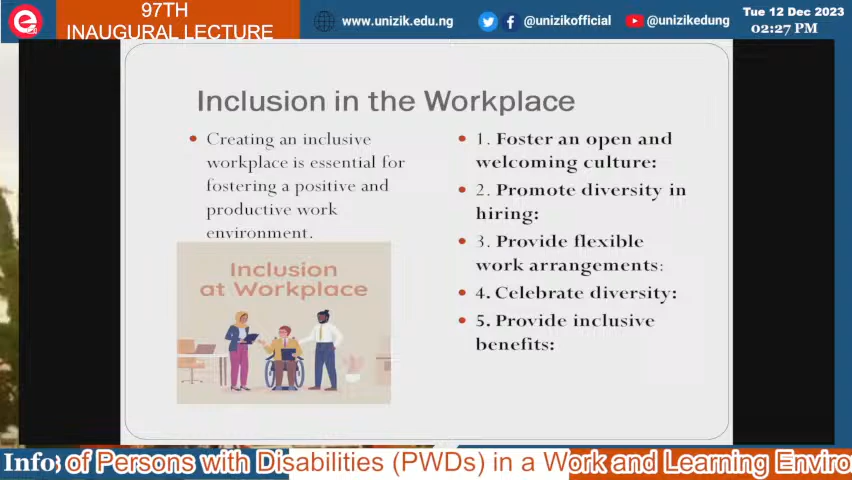 97TH
INAUGURAL LECTURE
www.unizik.edu.ng
@unizikofficial
@unizikedung
Tue 12 Dec 2023
02:27 PM
Inclusion in the Workplace
Creating an inclusive
workplace is essential for
fostering a positive and
productive work
environment.
Inclusion
at Workplace
1. Foster an open and
welcoming culture:
2. Promote diversity in
hiring:
3. Provide flexible
work arrangements:
4. Celebrate diversity:
5. Provide inclusive
benefits:
Info: of Persons with Disabilities (PWDs) in a Work and Learning Enviro